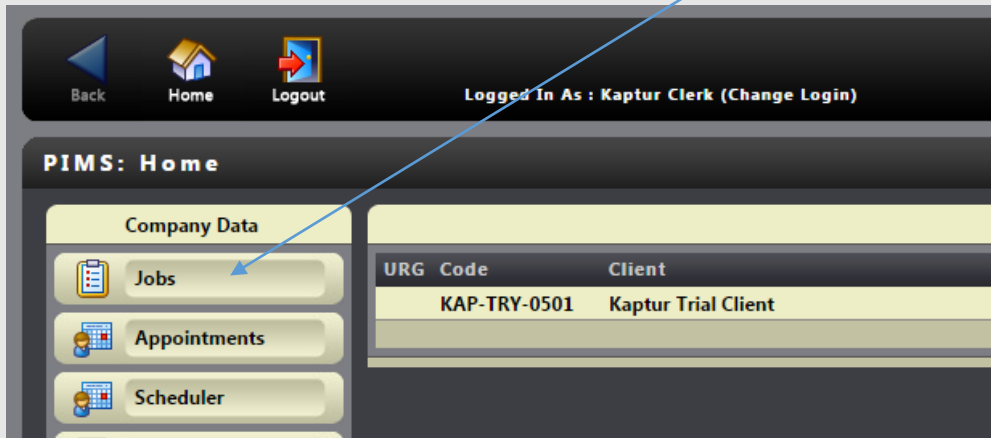 Back Home Logout
Logged In As : Kaptur Clerk (Change Login)
PIMS: Home
Company Data
Jobs
Appointments
Scheduler
URG Code Client
KAP-TRY-0501 Kaptur Trial Client